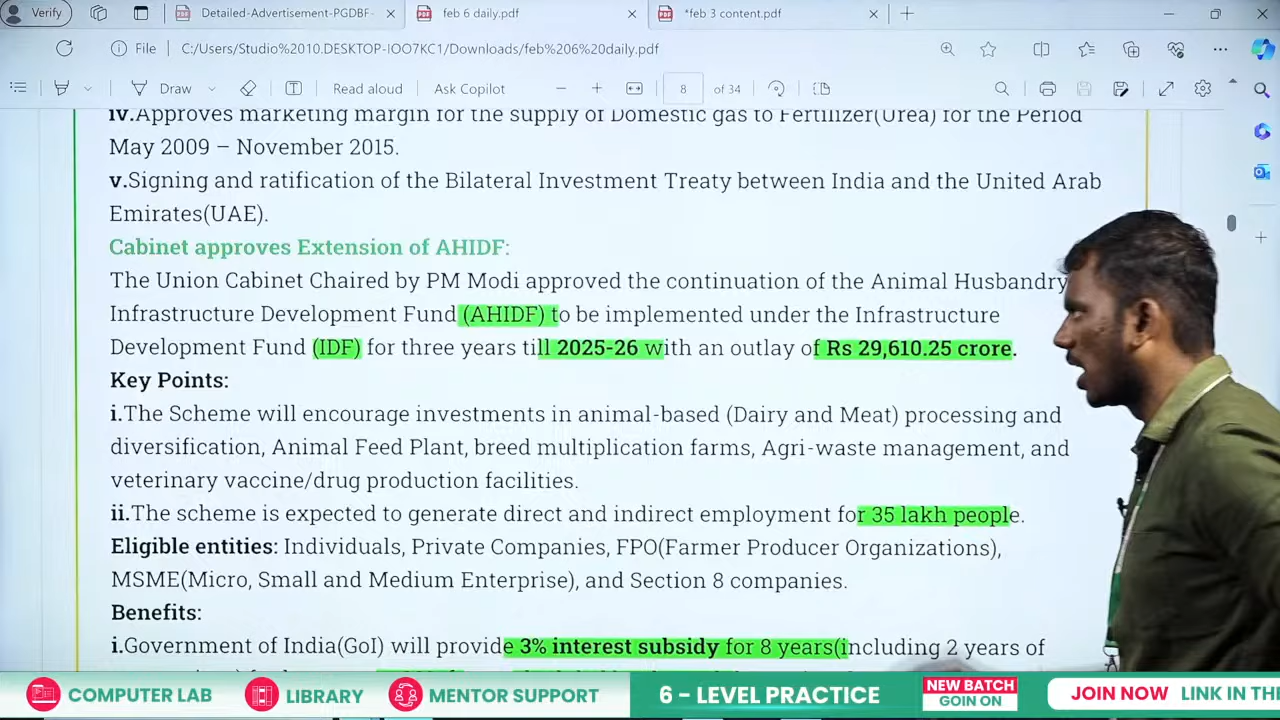 Verify
Detailed-Advertisement-PGDBF-
feb 6 daily.pdf
*feb 3 content.pdf
File
C:/Users/Studio%2010.DESKTOP-IOO7KC1/Downloads/feb%206%20daily.pdf
Draw
Read aloud
Ask Copilot
8
of 34
iv.Approves marketing margin for the supply of Domestic gas to Fertilizer(Urea) for the Period
May 2009 – November 2015.
v.Signing and ratification of the Bilateral Investment Treaty between India and the United Arab
Emirates(UAE).
Cabinet approves Extension of AHIDF:
The Union Cabinet Chaired by PM Modi approved the continuation of the Animal Husbandry
Infrastructure Development Fund (AHIDF) to be implemented under the Infrastructure
Development Fund (IDF) for three years till 2025-26 with an outlay of Rs 29,610.25 crore.
Key Points:
i.The Scheme will encourage investments in animal-based (Dairy and Meat) processing and
diversification, Animal Feed Plant, breed multiplication farms, Agri-waste management, and
veterinary vaccine/drug production facilities.
ii.The scheme is expected to generate direct and indirect employment for 35 lakh people.
Eligible entities: Individuals, Private Companies, FPO(Farmer Producer Organizations),
MSME(Micro, Small and Medium Enterprise), and Section 8 companies.
Benefits:
i.Government of India(GoI) will provide 3% interest subsidy for 8 years(including 2 years of
COMPUTER LAB
LIBRARY
MENTOR SUPPORT
6 – LEVEL PRACTICE
NEW BATCH
GOIN ON
JOIN NOW LINK IN THE